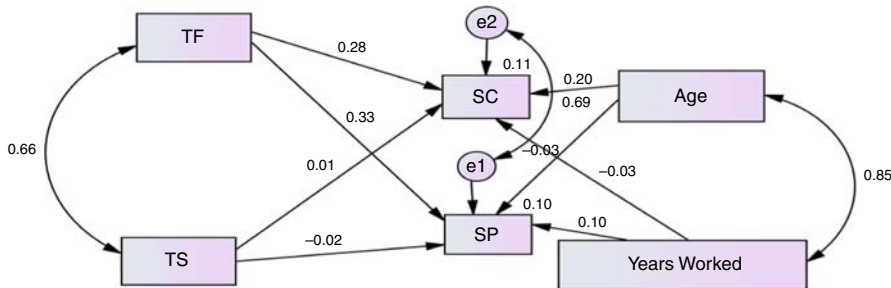 e2
TF
0.28
0.11
SC
0.20
0.69
Age
0.33
0.66
0.01
e1
–0.03
–0.03
0.85
0.10
0.10
SP
–0.02
TS
Years Worked